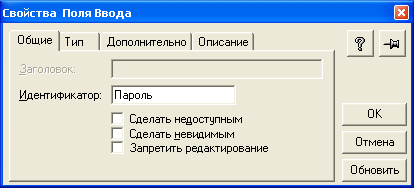 Свойства Поля Ввода
Общие Тип Дополнительно Описание
Заголовок:
Идентификатор: Пароль
Сделать недоступным
Сделать невидимым
Запретить редактирование
OK
Отмена
Обновить